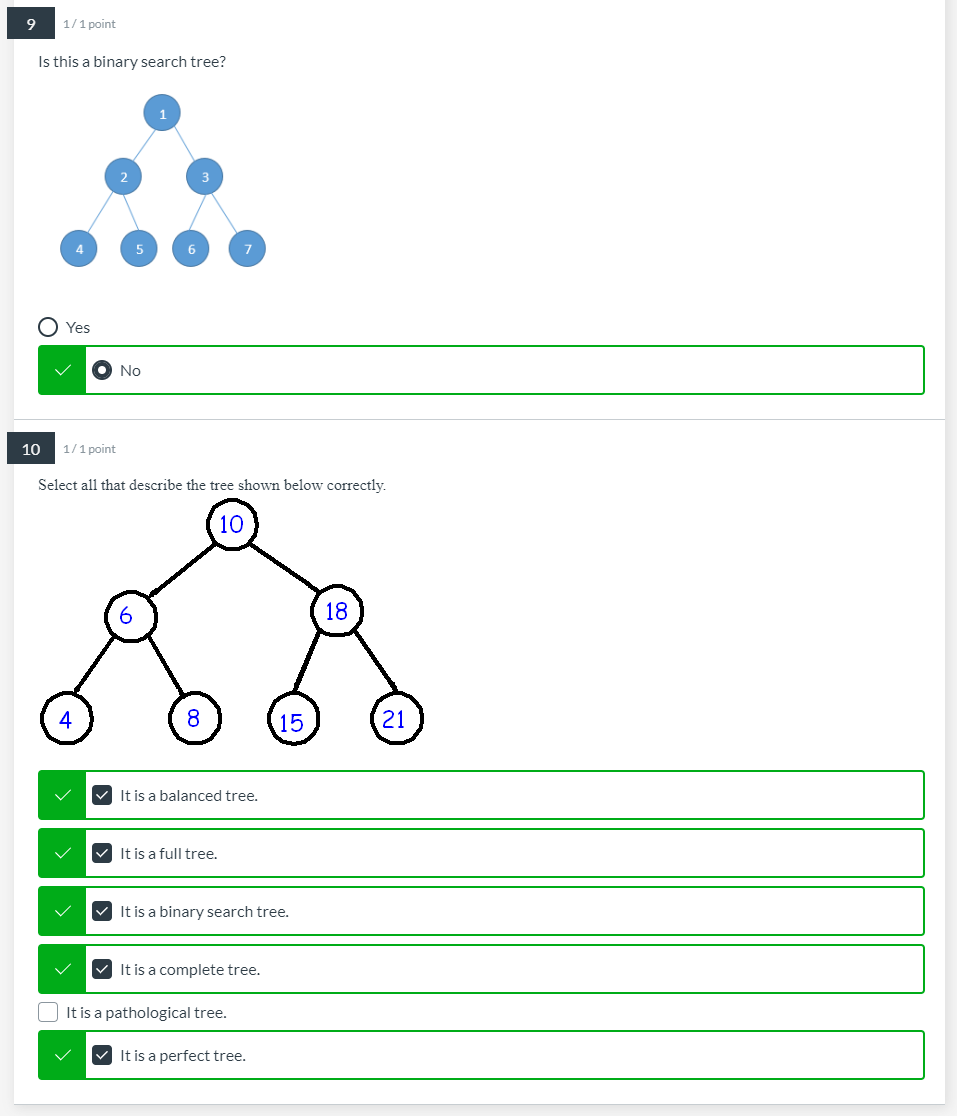 9 1 / 1 point
Is this a binary search tree?
1
2 3
4 5 6 7
Yes
No
10 1 / 1 point
Select all that describe the tree shown below correctly.
10
6 18
4 8 15 21
It is a balanced tree.
It is a full tree.
It is a binary search tree.
It is a complete tree.
It is a pathological tree.
It is a perfect tree.